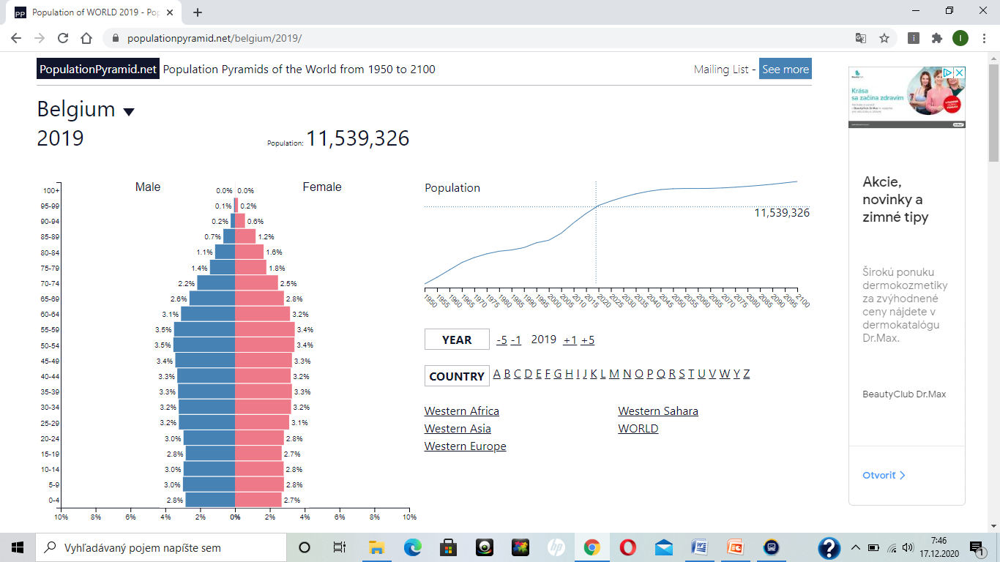 Population of WORLD 2019 - Pop
populationpyramid.net/belgium/2019/
PopulationPyramid.net Population Pyramids of the World from 1950 to 2100
Mailing List - See more
Belgium
2019
Population: 11,539,326
Male Female
100+ 0.0% 0.0%
95-99 0.1% 0.2%
90-94 0.2% 0.6%
85-89 0.7% 1.2%
80-84 1.1% 1.6%
75-79 1.4% 1.8%
70-74 2.2% 2.5%
65-69 2.6% 2.8%
60-64 3.1% 3.2%
55-59 3.5% 3.4%
50-54 3.5% 3.4%
45-49 3.4% 3.3%
40-44 3.3% 3.2%
35-39 3.3% 3.3%
30-34 3.2% 3.2%
25-29 3.2% 3.1%
20-24 3.0% 2.8%
15-19 2.8% 2.7%
10-14 3.0% 2.8%
5-9 3.0% 2.8%
0-4 2.8% 2.7%
10% 8% 6% 4% 2% 0% 2% 4% 6% 8% 10%
Population
11,539,326
1950 1955 1960 1965 1970 1975 1980 1985 1990 1995 2000 2005 2010 2015 2020 2025 2030 2035 2040 2045 2050 2055 2060 2065 2070 2075 2080 2085 2090 2095 2100
YEAR -5 -1 2019 +1 +5
COUNTRY A B C D E F G H I J K L M N O P Q R S T U V W Y Z
Western Africa Western Sahara
Western Asia WORLD
Western Europe
Krása
sa začína zdravím
Akcie,
novinky a
zimné tipy
Širokú ponuku
dermokozmetiky
za zvýhodnené
ceny nájdete v
dermokatalógu
Dr.Max.
BeautyClub Dr.Max
Otvoriť
Vyhľadávaný pojem napíšte sem
7:46
17.12.2020